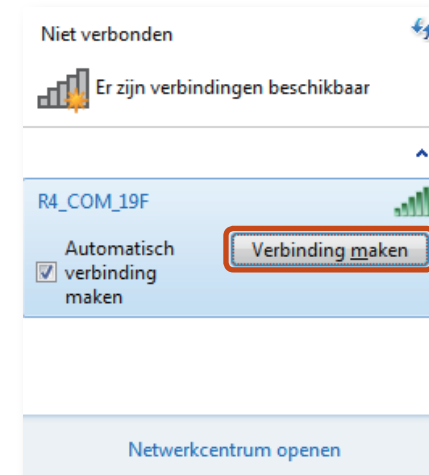 Niet verbonden
Er zijn verbindingen beschikbaar
R4_COM_19F
Automatisch
verbinding
maken
Verbinding maken
Netwerkcentrum openen